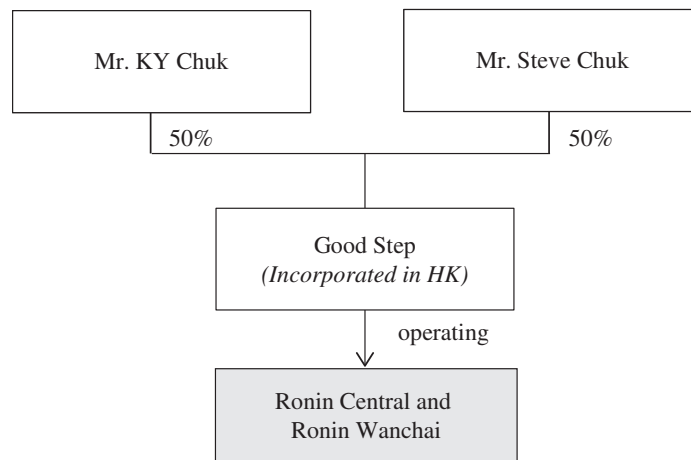 Mr. KY Chuk
Mr. Steve Chuk
50%
50%
Good Step
(Incorporated in HK)
operating
Ronin Central and
Ronin Wanchai